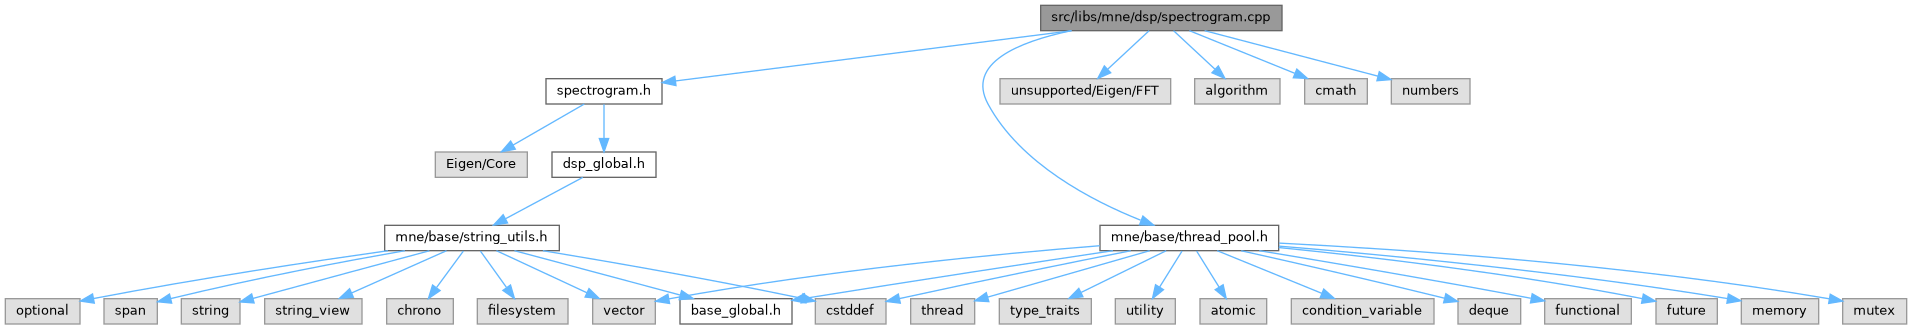 src/libs/mne/dsp/spectrogram.cpp
spectrogram.h
unsupported/Eigen/FFT
algorithm
cmath
numbers
Eigen/Core
dsp_global.h
mne/base/string_utils.h
mne/base/thread_pool.h
optional
span
string
string_view
chrono
filesystem
vector
base_global.h
cstddef
thread
type_traits
utility
atomic
condition_variable
deque
functional
future
memory
mutex